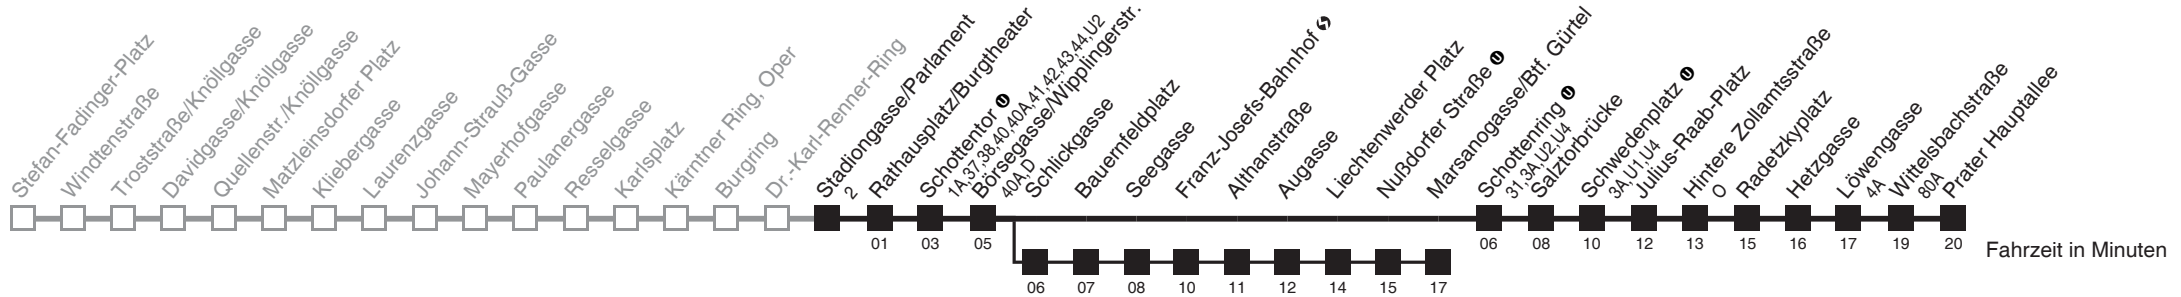 Stefan-Fadinger-Platz
Windtenstraße
Troststraße/Knöllgasse
Davidgasse/Knöllgasse
Quellenstr./Knöllgasse
Matzleinsdorfer Platz
Kliebergasse
Laurenzgasse
Johann-Strauß-Gasse
Mayerhofgasse
Paulanergasse
Resselgasse
Karlsplatz
Kärntner Ring, Oper
Burgring
Dr.-Karl-Renner-Ring
Stadiongasse/Parlament
2
Rathausplatz/Burgtheater
Schottentor U
1A,37,38,40,40A,41,42,43,44,U2
Börsegasse/Wipplingerstr.
40A,D
Schlickgasse
Bauernfeldplatz
Seegasse
Franz-Josefs-Bahnhof
Althanstraße
Augasse
Liechtenwerder Platz
Nußdorfer Straße U
Marsanogasse/Btf. Gürtel
Schottenring U
31,3A,U2,U4
Salztorbrücke
Schwedenplatz U
3A,U1,U4
Julius-Raab-Platz
Hintere Zollamtsstraße
O
Radetzkyplatz
Hetzgasse
Löwengasse
4A
Wittelsbachstraße
80A
Prater Hauptallee
01 03 05 06 08 10 12 13 15 16 17 19 20
Fahrzeit in Minuten
06 07 08 10 11 12 14 15 17